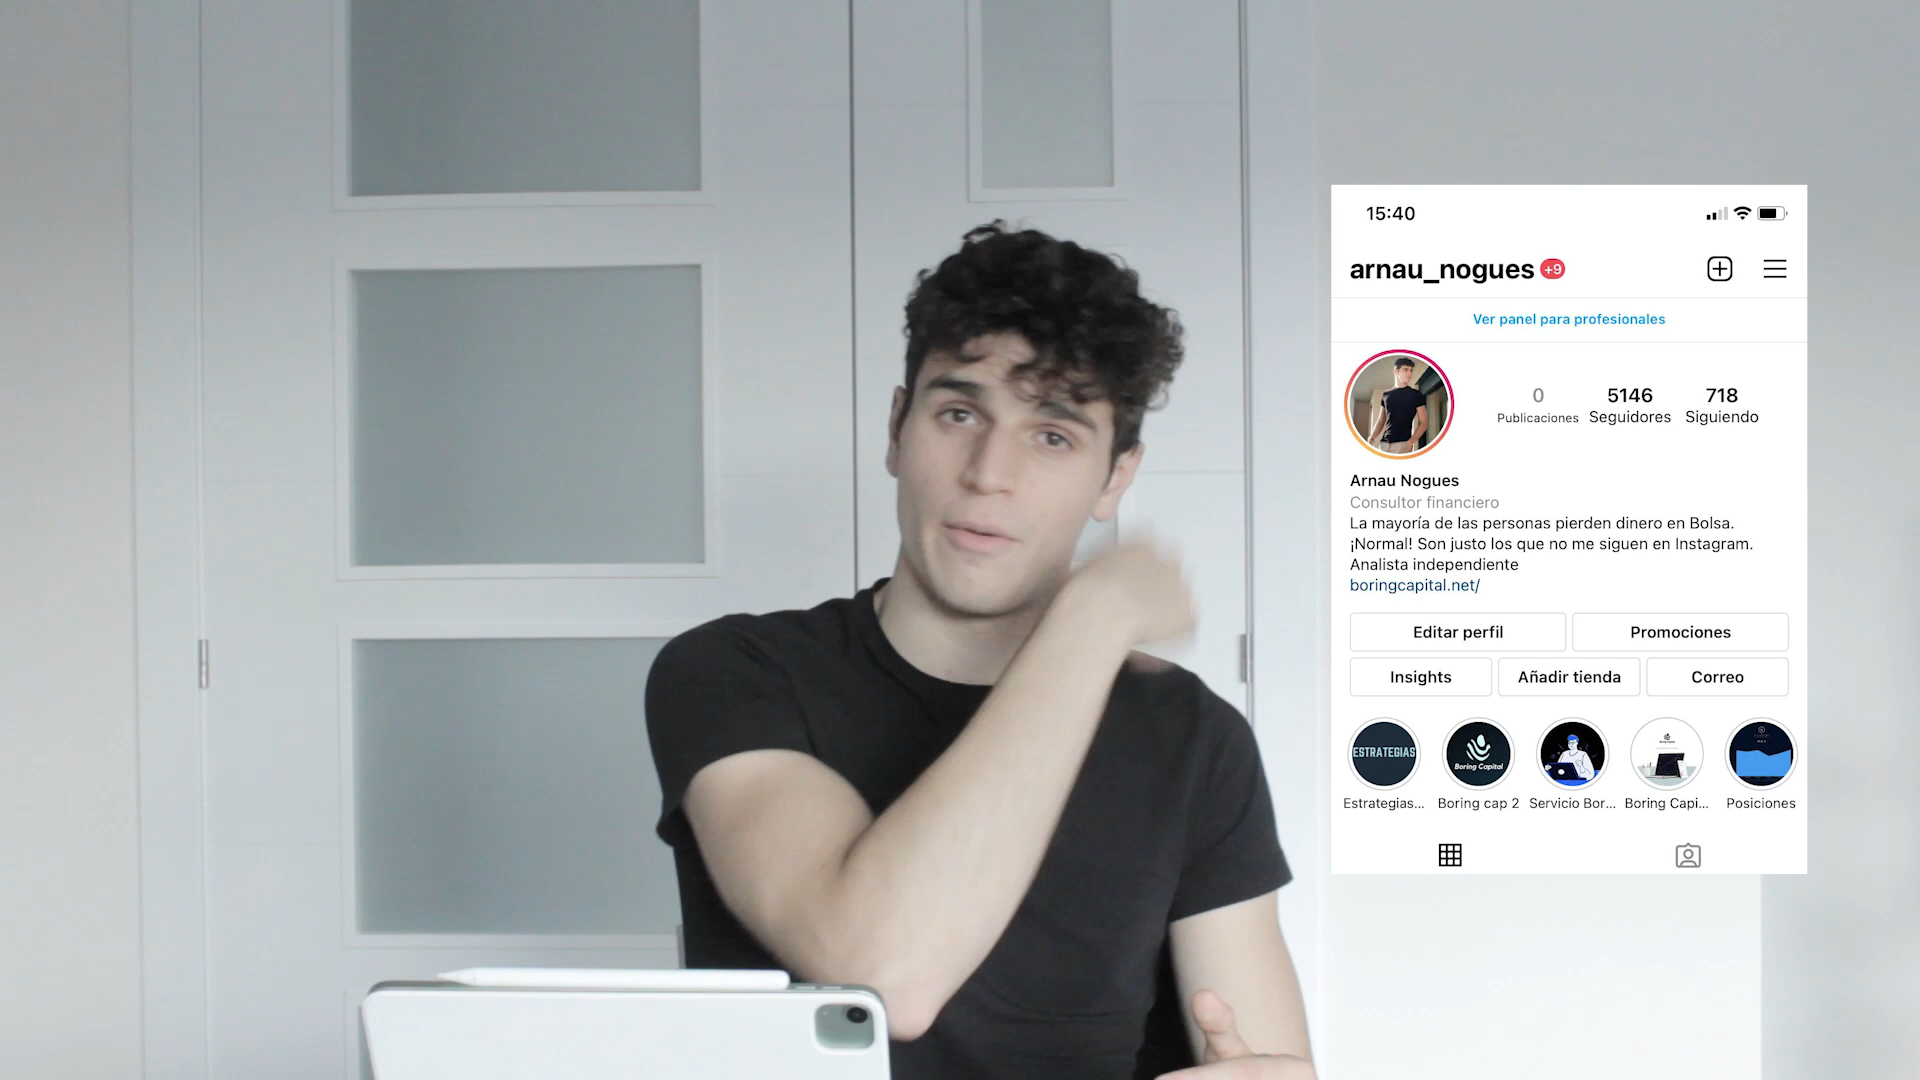 15:40
arnau_nogues +9
Ver panel para profesionales
0 5146 718
Publicaciones Seguidores Siguiendo
Arnau Nogues
Consultor financiero
La mayoría de las personas pierden dinero en Bolsa.
¡Normal! Son justo los que no me siguen en Instagram.
Analista independiente
boringcapital.net/
Editar perfil Promociones
Insights Añadir tienda Correo
ESTRATEGIAS
Boring Capital
Estrategias... Boring cap 2 Servicio Bor... Boring Capi... Posiciones